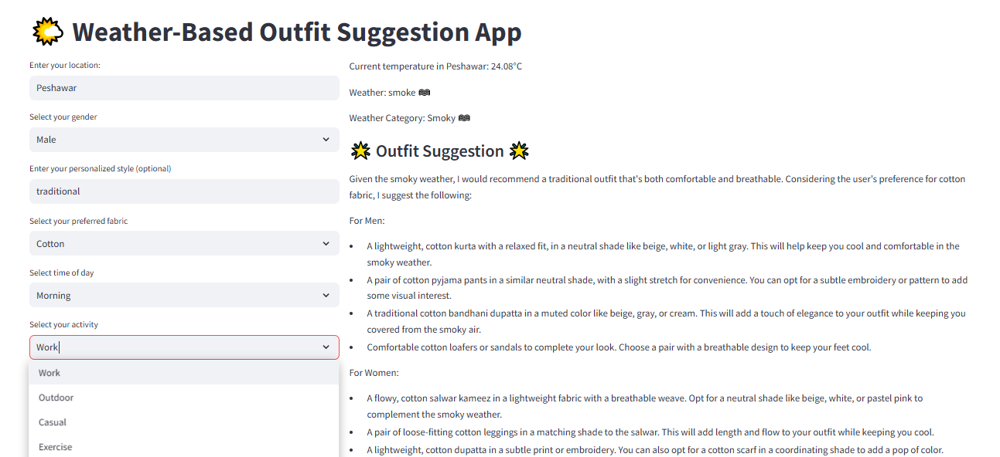 Weather-Based Outfit Suggestion App
Enter your location:
Peshawar
Select your gender
Male
Enter your personalized style (optional)
traditional
Select your preferred fabric
Cotton
Select time of day
Morning
Select your activity
Work
Work
Outdoor
Casual
Exercise
Current temperature in Peshawar: 24.08°C
Weather: smoke
Weather Category: Smoky
Outfit Suggestion
Given the smoky weather, I would recommend a traditional outfit that's both comfortable and breathable. Considering the user's preference for cotton
fabric, I suggest the following:
For Men:
• A lightweight, cotton kurta with a relaxed fit, in a neutral shade like beige, white, or light gray. This will help keep you cool and comfortable in the
smoky weather.
• A pair of cotton pyjama pants in a similar neutral shade, with a slight stretch for convenience. You can opt for a subtle embroidery or pattern to add
some visual interest.
• A traditional cotton bandhani dupatta in a muted color like beige, gray, or cream. This will add a touch of elegance to your outfit while keeping you
covered from the smoky air.
• Comfortable cotton loafers or sandals to complete your look. Choose a pair with a breathable design to keep your feet cool.
For Women:
• A flowy, cotton salwar kameez in a lightweight fabric with a breathable weave. Opt for a neutral shade like beige, white, or pastel pink to
complement the smoky weather.
• A pair of loose-fitting cotton leggings in a matching shade to the salwar. This will add length and flow to your outfit while keeping you cool.
• A lightweight, cotton dupatta in a subtle print or embroidery. You can also opt for a cotton scarf in a coordinating shade to add a pop of color.